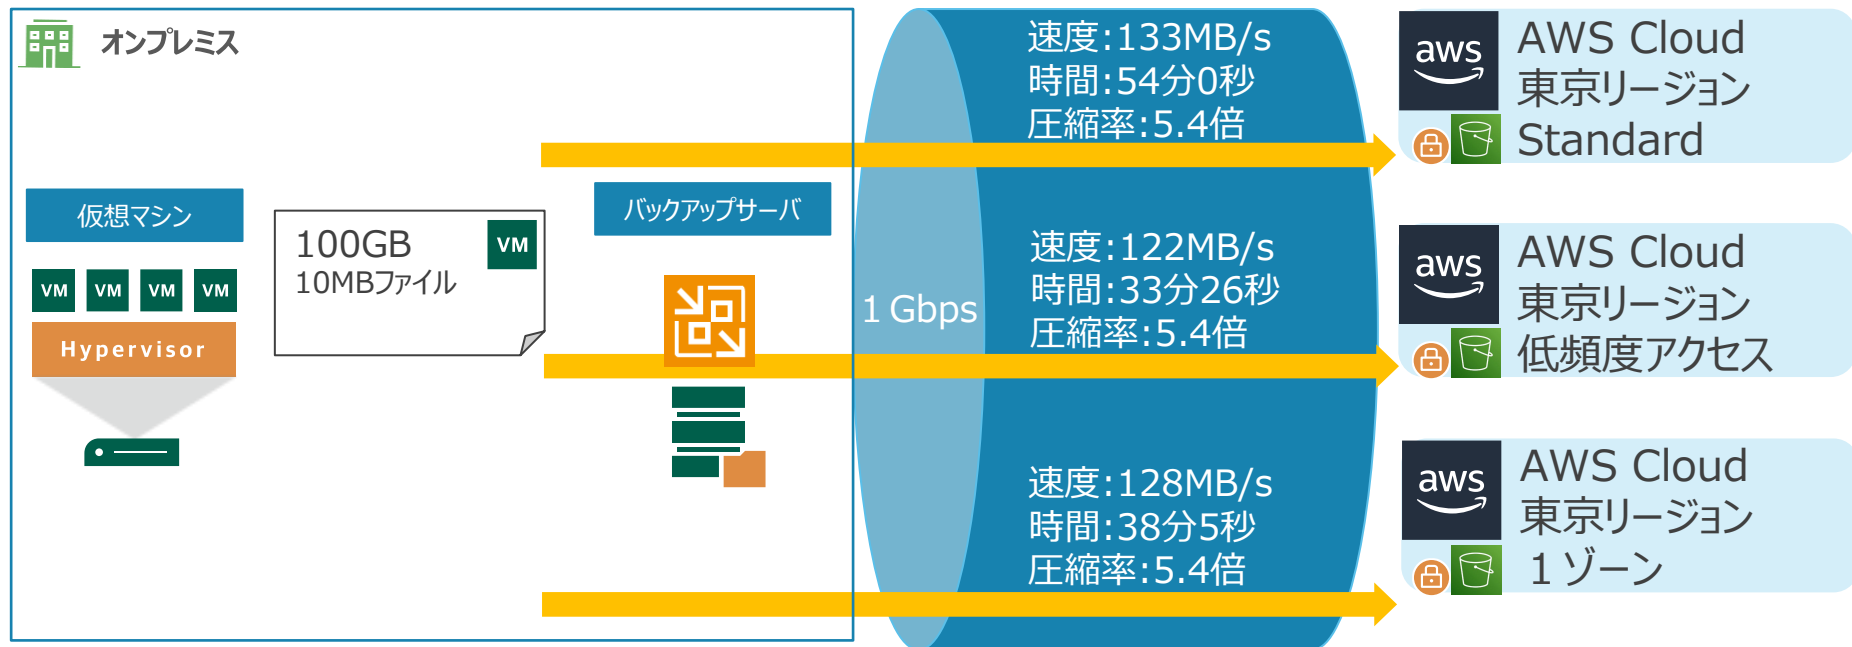 オンプレミス
仮想マシン
VM VM VM VM
Hypervisor
100GB
10MBファイル
VM
バックアップサーバ
1 Gbps
速度:133MB/s
時間:54分0秒
圧縮率:5.4倍
aws
AWS Cloud
東京リージョン
Standard
速度:122MB/s
時間:33分26秒
圧縮率:5.4倍
aws
AWS Cloud
東京リージョン
低頻度アクセス
速度:128MB/s
時間:38分5秒
圧縮率:5.4倍
aws
AWS Cloud
東京リージョン
1 ゾーン